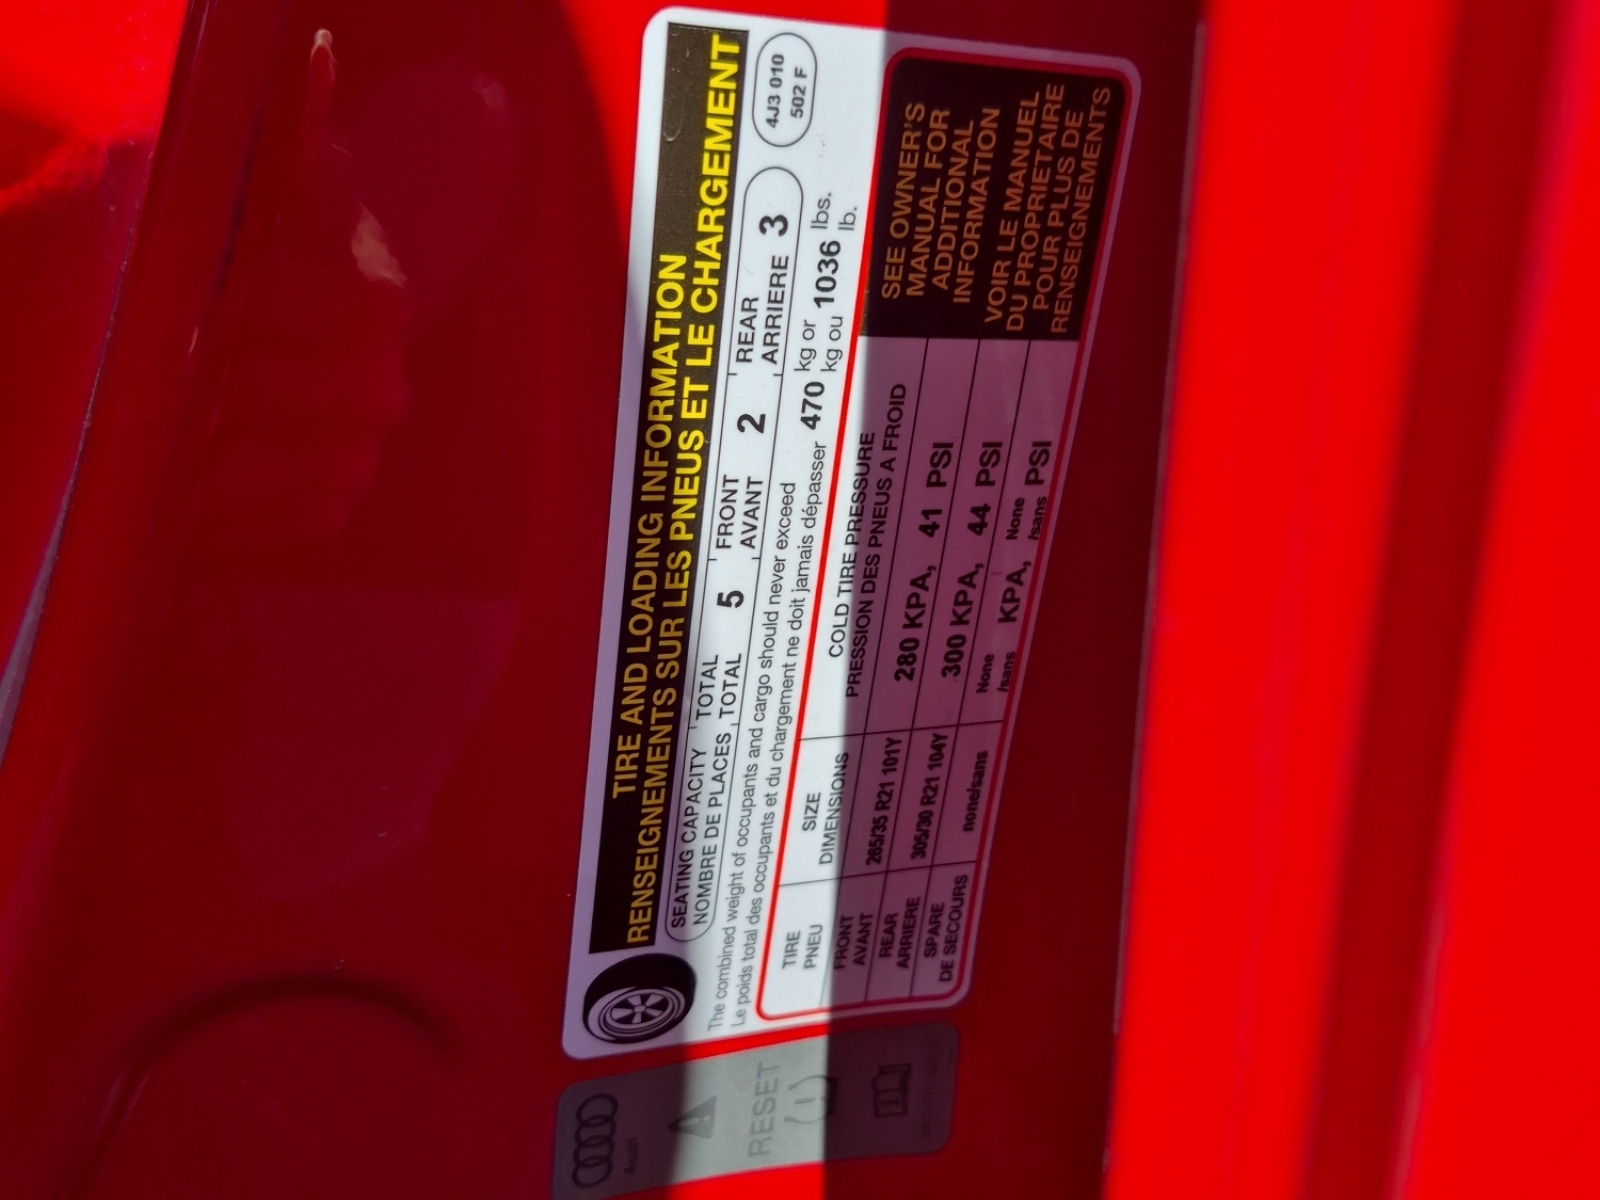 TIRE AND LOADING INFORMATION
RENSEIGNEMENTS SUR LES PNEUS ET LE CHARGEMENT
SEATING CAPACITY TOTAL 5 FRONT 2 REAR 3
NOMBRE DE PLACES TOTAL AVANT ARRIERE
4J3 010
502 F
The combined weight of occupants and cargo should never exceed 470 kg or 1036 lbs.
Le poids total des occupants et du chargement ne doit jamais dépasser kg ou lb.
TIRE SIZE COLD TIRE PRESSURE
PNEU DIMENSIONS PRESSION DES PNEUS A FROID
FRONT
AVANT 265/35 R21 101Y 280 KPA, 41 PSI
REAR
ARRIERE 305/30 R21 104Y 300 KPA, 44 PSI
SPARE
DE SECOURS none/sans None /sans KPA, None /sans PSI
SEE OWNER'S
MANUAL FOR
ADDITIONAL
INFORMATION
VOIR LE MANUEL
DU PROPRIETAIRE
POUR PLUS DE
RENSEIGNEMENTS
Audi
RESET